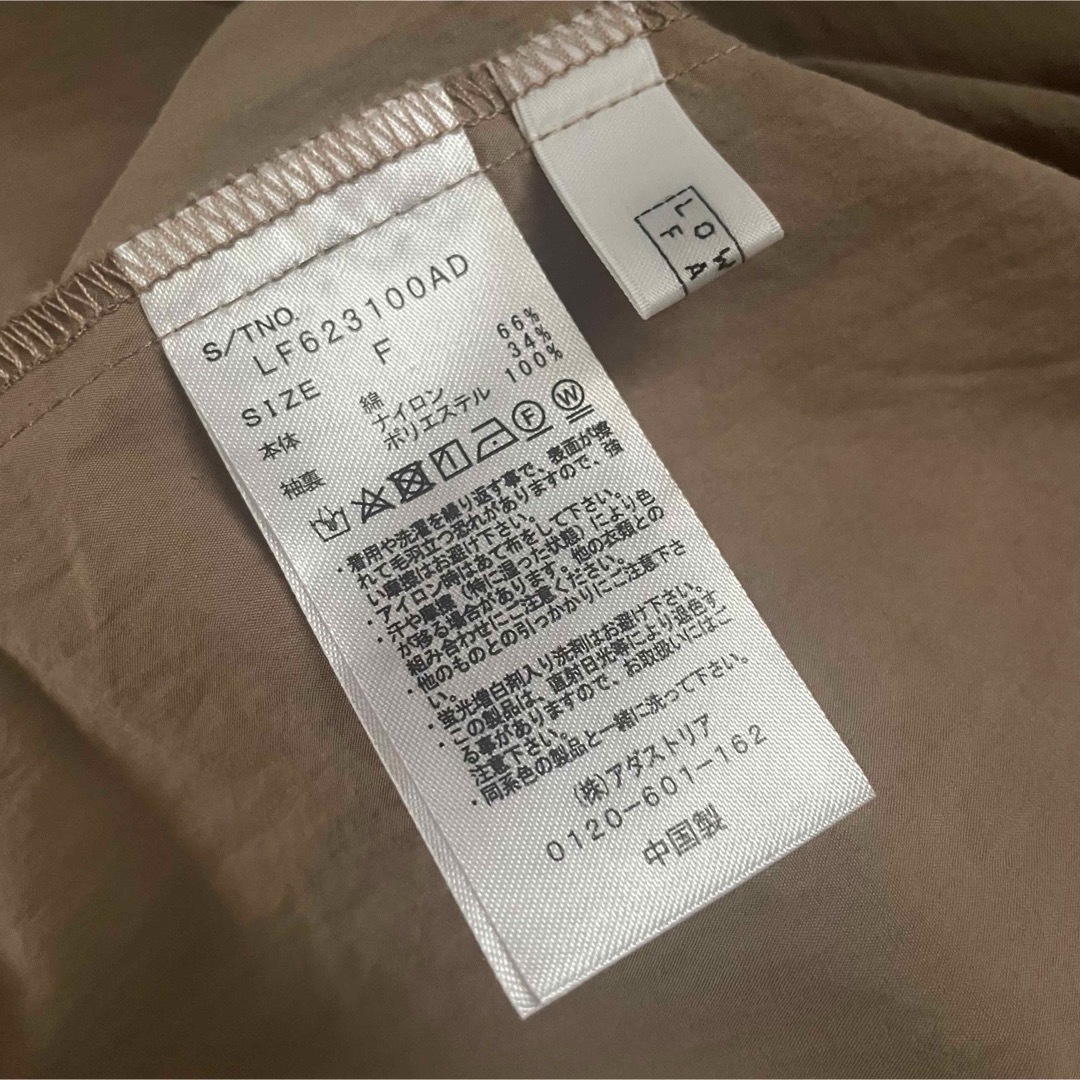 S/TNO.
LF623100AD
SIZE F
本体 綿 66%
ナイロン 34%
袖裏 ポリエステル 100%
F W
・着用や洗濯を繰り返す事で、表面が擦
れて毛羽立つ恐れがありますので、強
い摩擦はお避け下さい。
・アイロン時はあて布をして下さい。
・汗や摩擦（特に湿った状態）により色
が移る場合があります。他の衣類との
組み合わせにご注意ください。
・他のものとの引っかかりにご注意下さ
い。
・蛍光増白剤入り洗剤はお避け下さい。
・この製品は、直射日光等により退色す
る事がありますので、お取扱いにはご
注意下さい。
・同系色の製品と一緒に洗って下さい。
(株)アダストリア
0120-601-162
中国製
LOW
FA